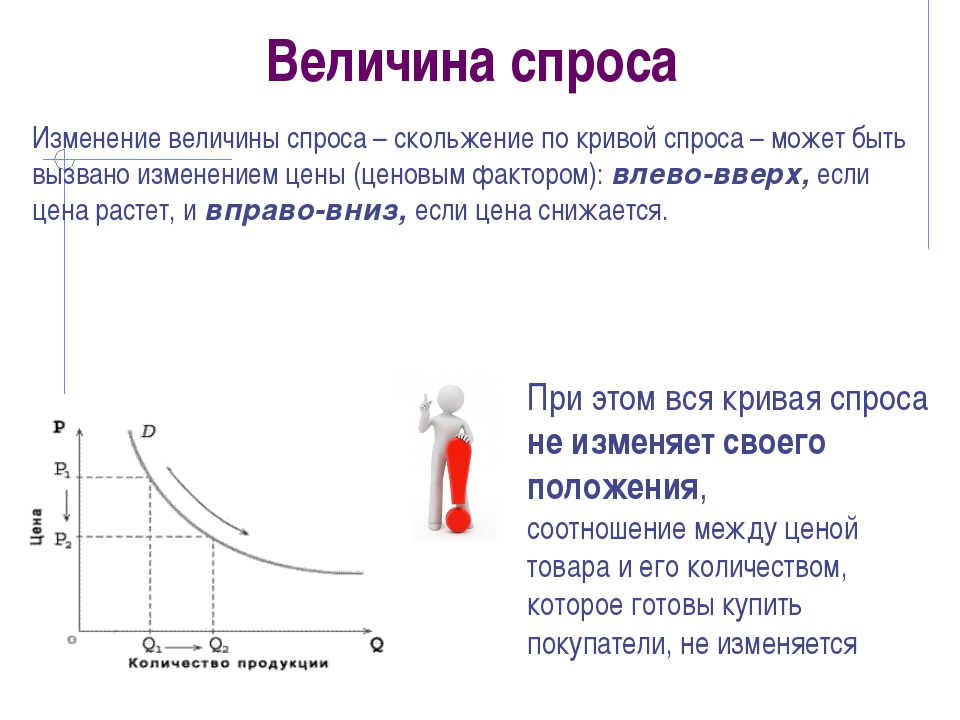 Величина спроса
Изменение величины спроса – скольжение по кривой спроса – может быть
вызвано изменением цены (ценовым фактором): влево-вверх, если
цена растет, и вправо-вниз, если цена снижается.
При этом вся кривая спроса
не изменяет своего
положения,
соотношение между ценой
товара и его количеством,
которое готовы купить
покупатели, не изменяется
P
D
P₁
Цена
P₂
0
Q₁
Q₂
Q
Количество продукции